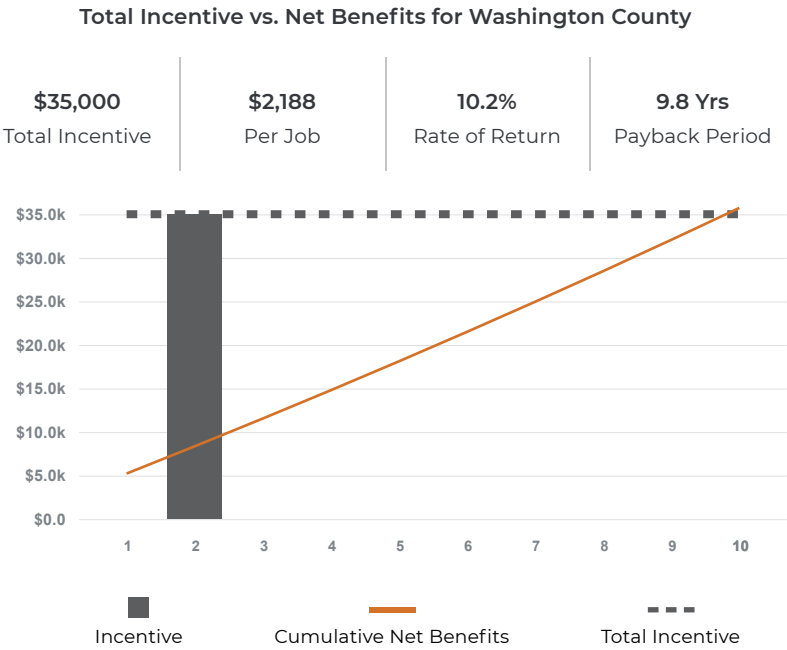 Total Incentive vs. Net Benefits for Washington County
$35,000 $2,188 10.2% 9.8 Yrs
Total Incentive Per Job Rate of Return Payback Period
$35.0k
$30.0k
$25.0k
$20.0k
$15.0k
$10.0k
$5.0k
$0.0
1 2 3 4 5 6 7 8 9 10
Incentive Cumulative Net Benefits Total Incentive